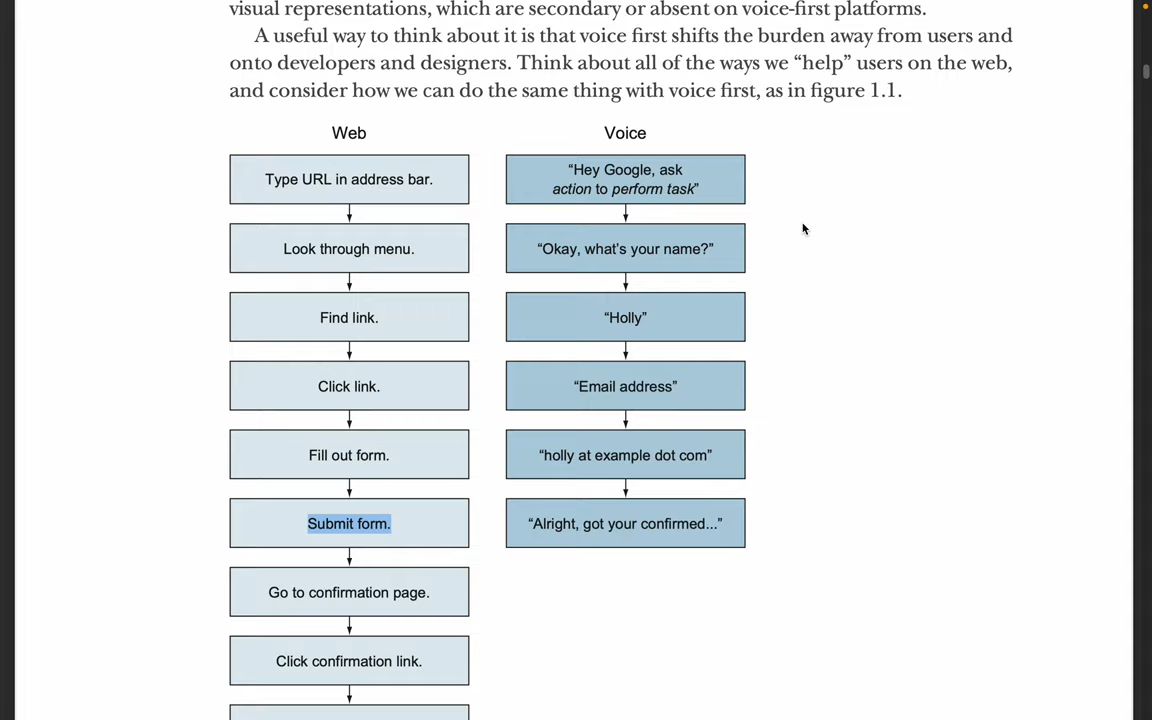 visual representations, which are secondary or absent on voice-first platforms.
A useful way to think about it is that voice first shifts the burden away from users and
onto developers and designers. Think about all of the ways we “help” users on the web,
and consider how we can do the same thing with voice first, as in figure 1.1.
Web
Type URL in address bar.
Look through menu.
Find link.
Click link.
Fill out form.
Submit form.
Go to confirmation page.
Click confirmation link.
Voice
“Hey Google, ask
action to perform task”
“Okay, what’s your name?”
“Holly”
“Email address”
“holly at example dot com”
“Alright, got your confirmed...”